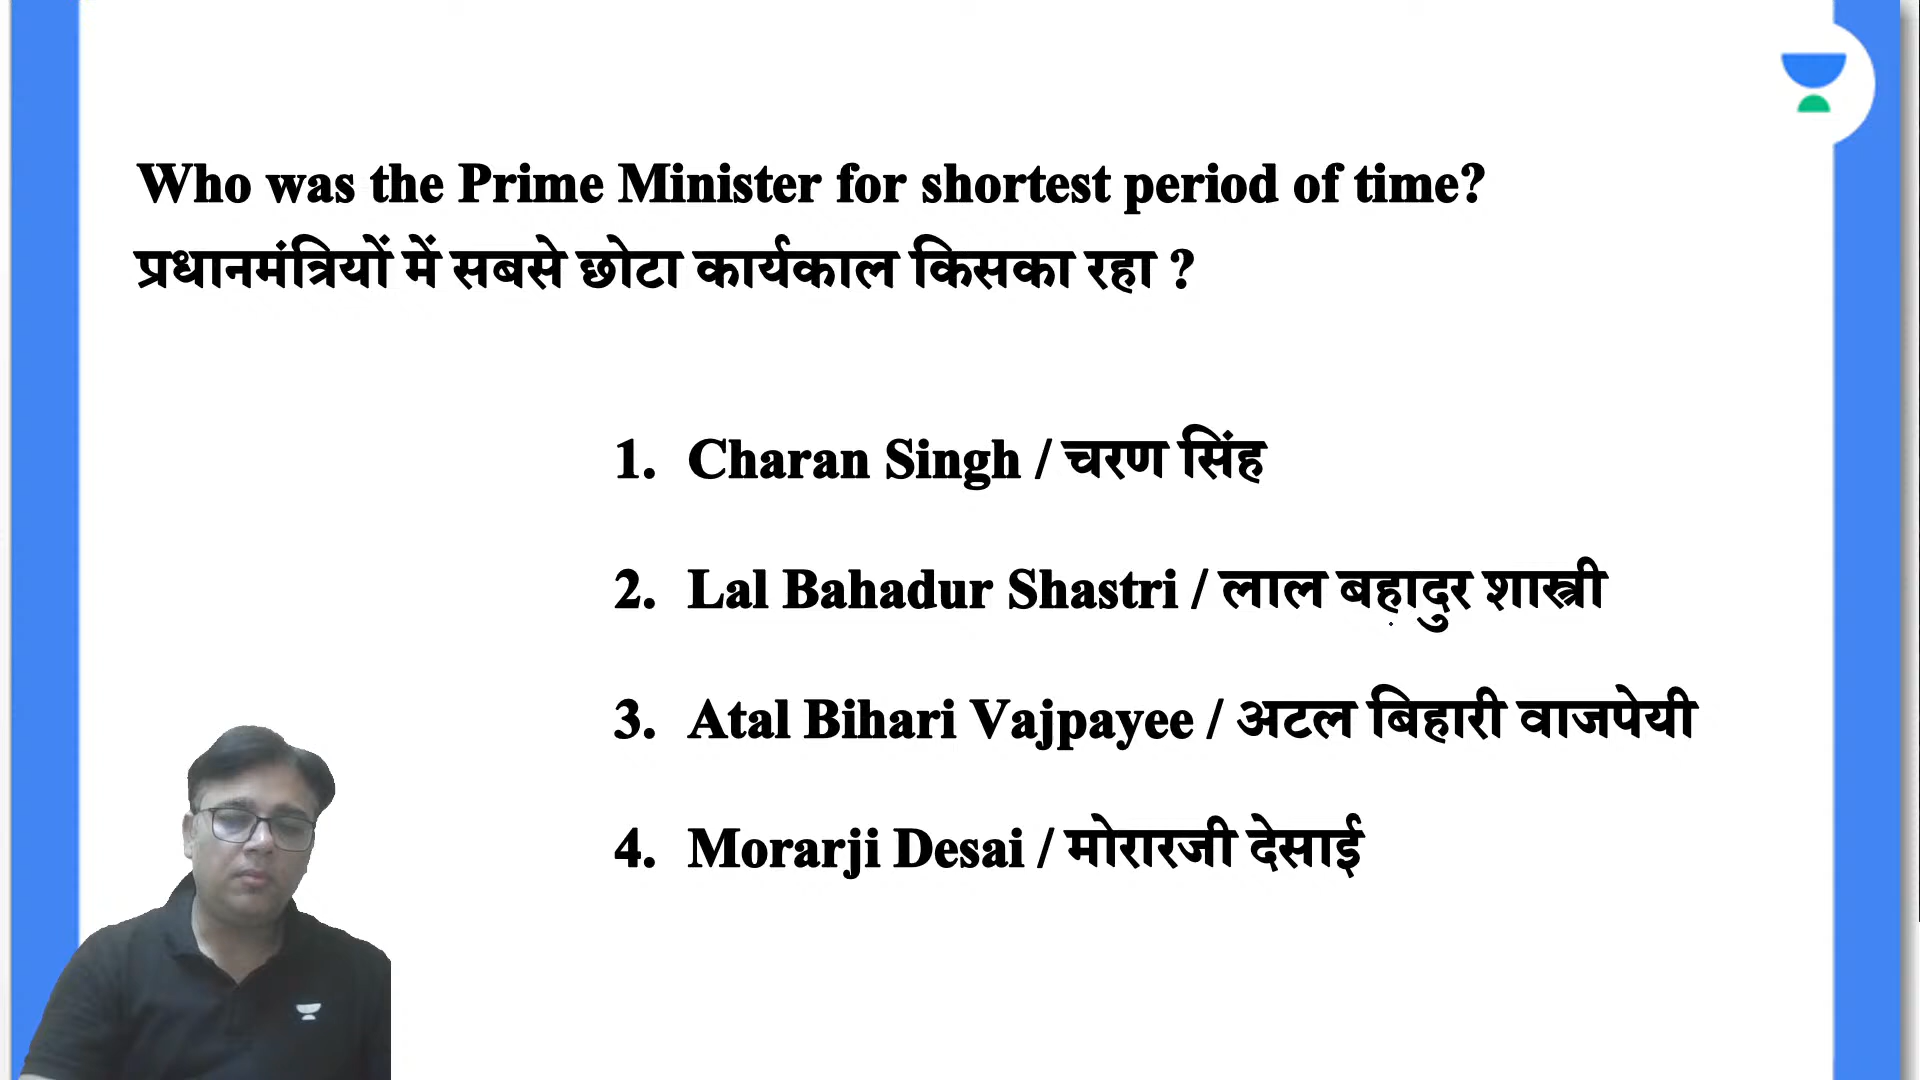 Who was the Prime Minister for shortest period of time?
प्रधानमंत्रियों में सबसे छोटा कार्यकाल किसका रहा ?
1. Charan Singh / चरण सिंह
2. Lal Bahadur Shastri / लाल बहा़दुर शास्त्री
3. Atal Bihari Vajpayee / अटल बिहारी वाजपेयी
4. Morarji Desai / मोरारजी देसाई